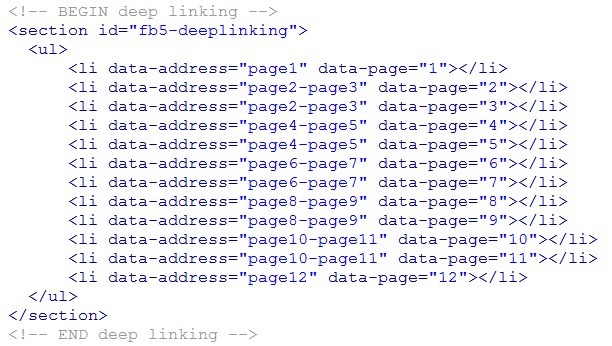 <!-- BEGIN deep linking -->
<section id="fb5-deeplinking">
<ul>
<li data-address="page1" data-page="1"></li>
<li data-address="page2-page3" data-page="2"></li>
<li data-address="page2-page3" data-page="3"></li>
<li data-address="page4-page5" data-page="4"></li>
<li data-address="page4-page5" data-page="5"></li>
<li data-address="page6-page7" data-page="6"></li>
<li data-address="page6-page7" data-page="7"></li>
<li data-address="page8-page9" data-page="8"></li>
<li data-address="page8-page9" data-page="9"></li>
<li data-address="page10-page11" data-page="10"></li>
<li data-address="page10-page11" data-page="11"></li>
<li data-address="page12" data-page="12"></li>
</ul>
</section>
<!-- END deep linking -->